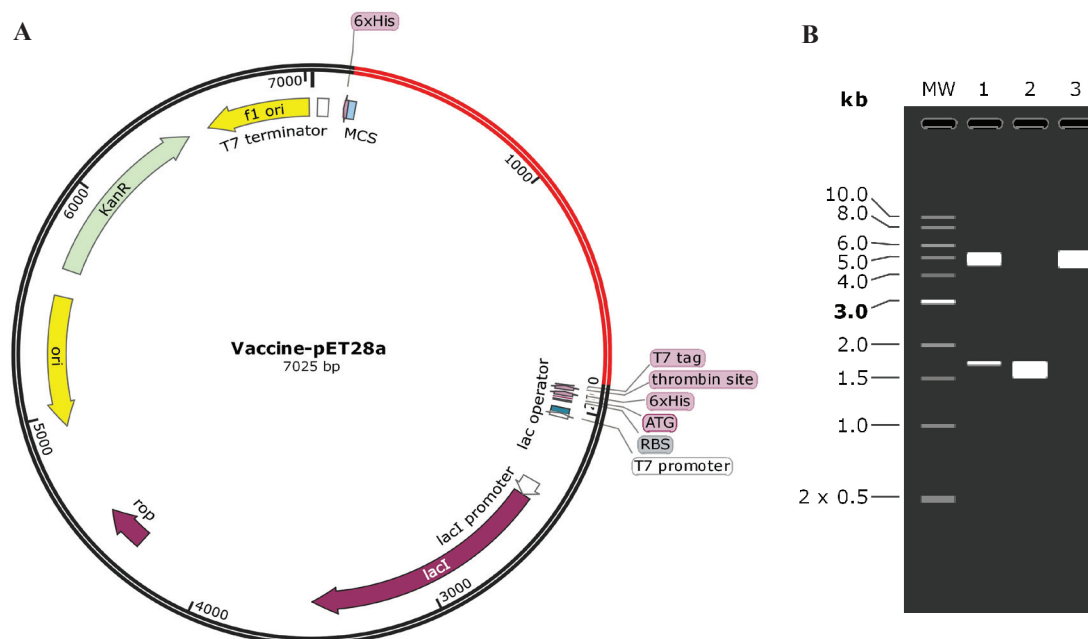 A
6xHis
7000
f1 ori
T7 terminator
MCS
1000
KanR
6000
ori
Vaccine-pET28a
7025 bp
lac operator
T7 tag
thrombin site
6xHis
ATG
RBS
T7 promoter
5000
rop
lacI promoter
lacI
4000
3000
B
kb
MW 1 2 3
10.0
8.0
6.0
5.0
4.0
3.0
2.0
1.5
1.0
2 x 0.5